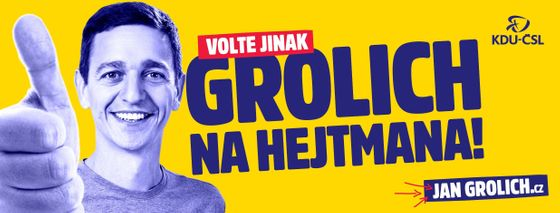 VOLTE JINAK
KDU-ČSL
GROLICH
NA HEJTMANA!
JAN GROLICH.cz